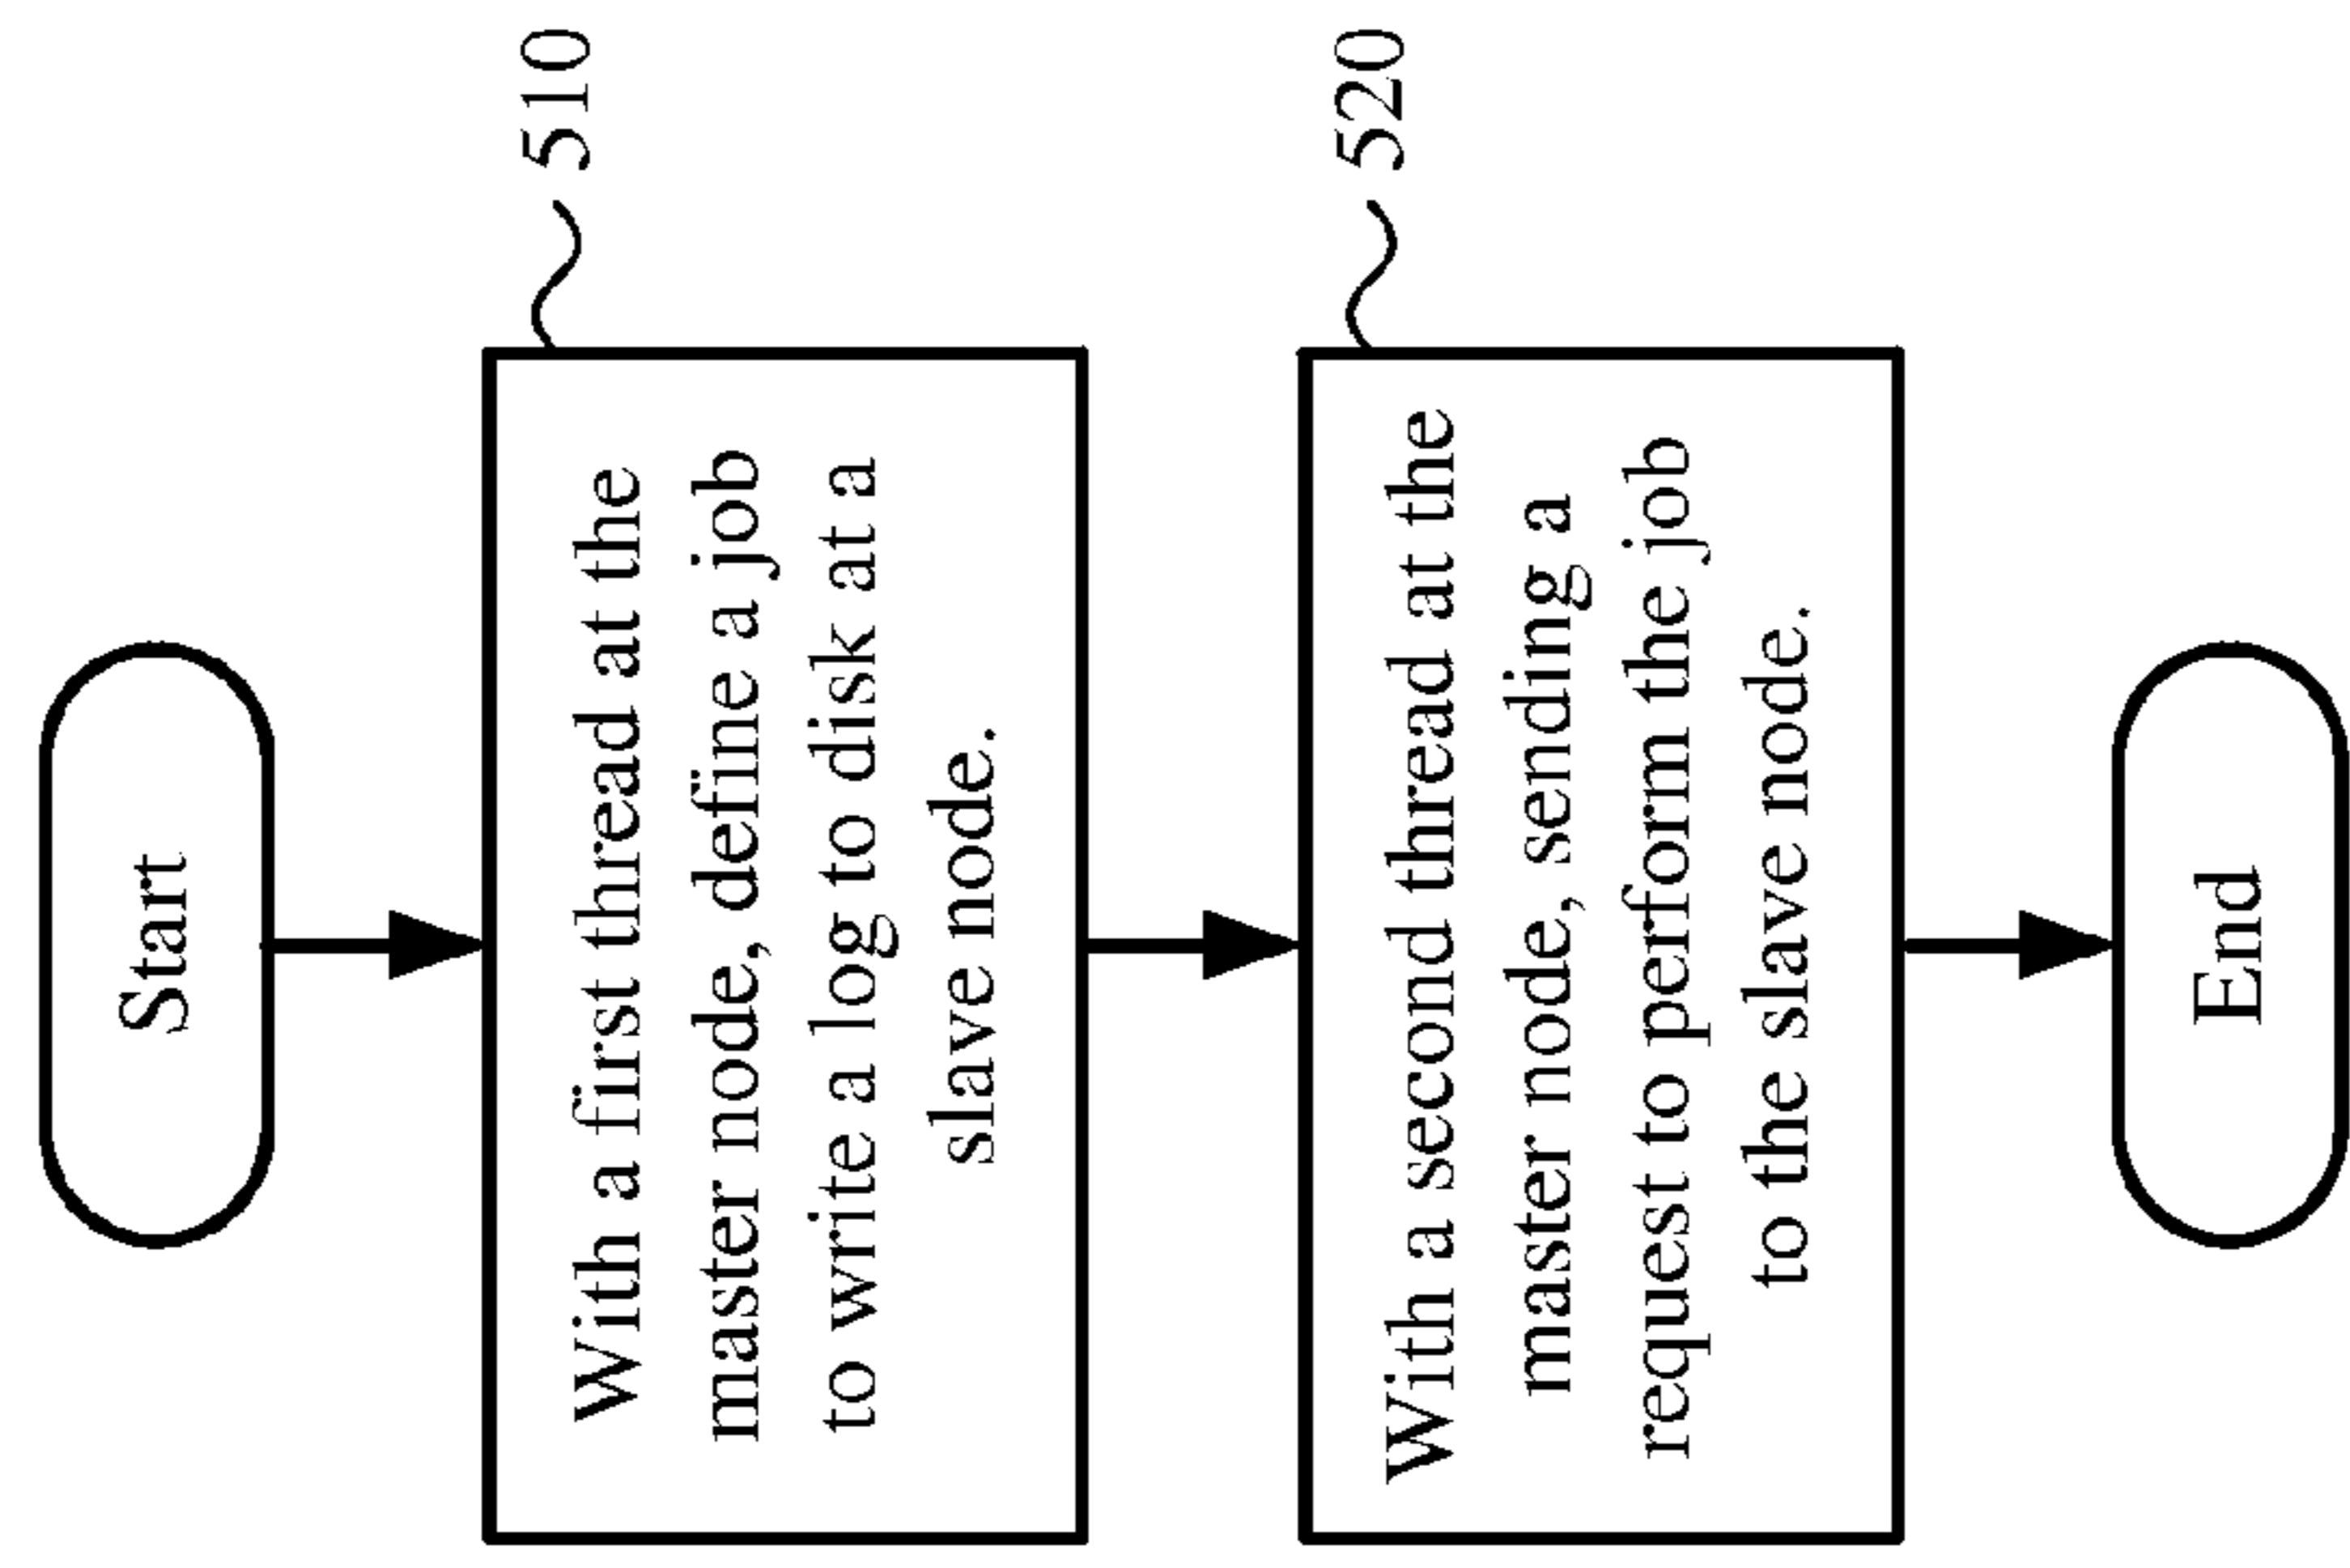 Start
510
With a first thread at the
master node, define a job
to write a log to disk at a
slave node.
520
With a second thread at the
master node, sending a
request to perform the job
to the slave node.
End